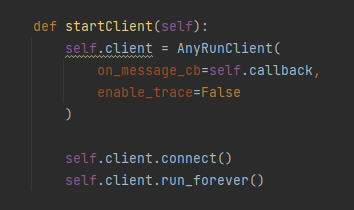 def startClient(self):
    self.client = AnyRunClient(
        on_message_cb=self.callback,
        enable_trace=False
    )
    self.client.connect()
    self.client.run_forever()